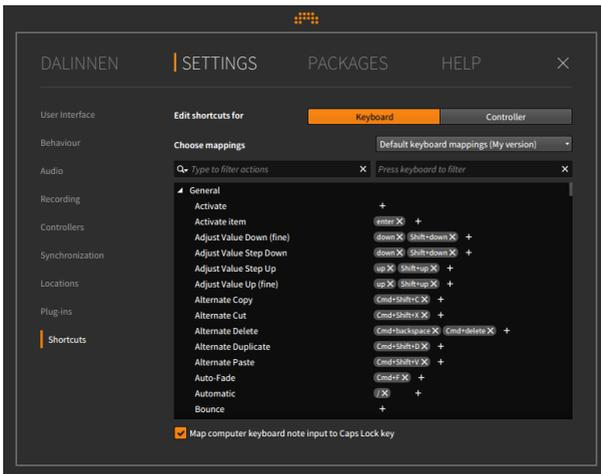 DALINNEN SETTINGS PACKAGES HELP
User Interface
Behaviour
Audio
Recording
Controllers
Synchronization
Locations
Plug-ins
Shortcuts
Edit shortcuts for Keyboard Controller
Choose mappings Default keyboard mappings (My version)
Type to filter actions Press keyboard to filter
General
Activate +
Activate item enter X +
Adjust Value Down (fine) down X Shift+down X +
Adjust Value Step Down down X Shift+down X +
Adjust Value Step Up up X Shift+up X +
Adjust Value Up (fine) up X Shift+up X +
Alternate Copy Cmd+Shift+C X +
Alternate Cut Cmd+Shift+X X +
Alternate Delete Cmd+backspace X Cmd+delete X +
Alternate Duplicate Cmd+Shift+D X +
Alternate Paste Cmd+Shift+V X +
Auto-Fade Cmd+F X +
Automatic / X +
Bounce +
Map computer keyboard note input to Caps Lock key